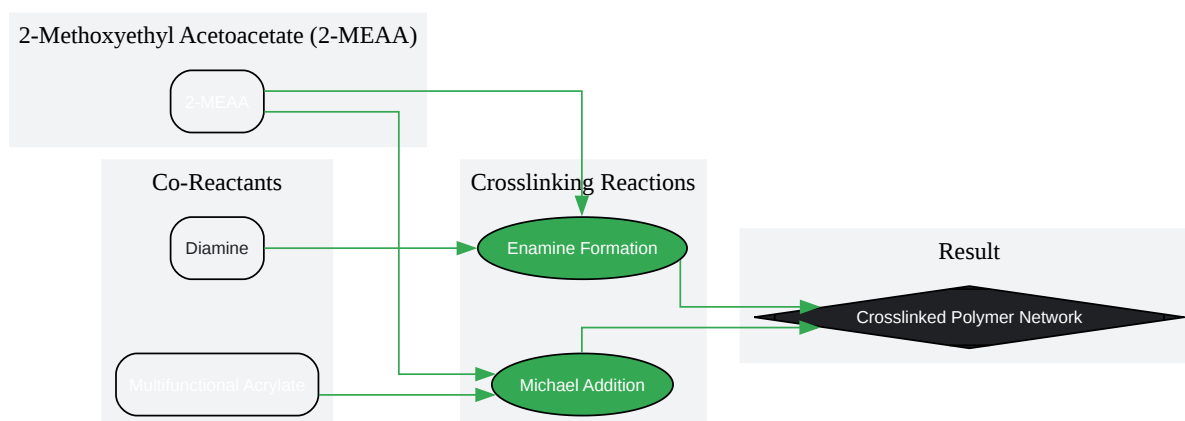 2-Methoxyethyl Acetoacetate (2-MEAA)
2-MEAA
Co-Reactants
Diamine
Multifunctional Acrylate
Crosslinking Reactions
Enamine Formation
Michael Addition
Result
Crosslinked Polymer Network